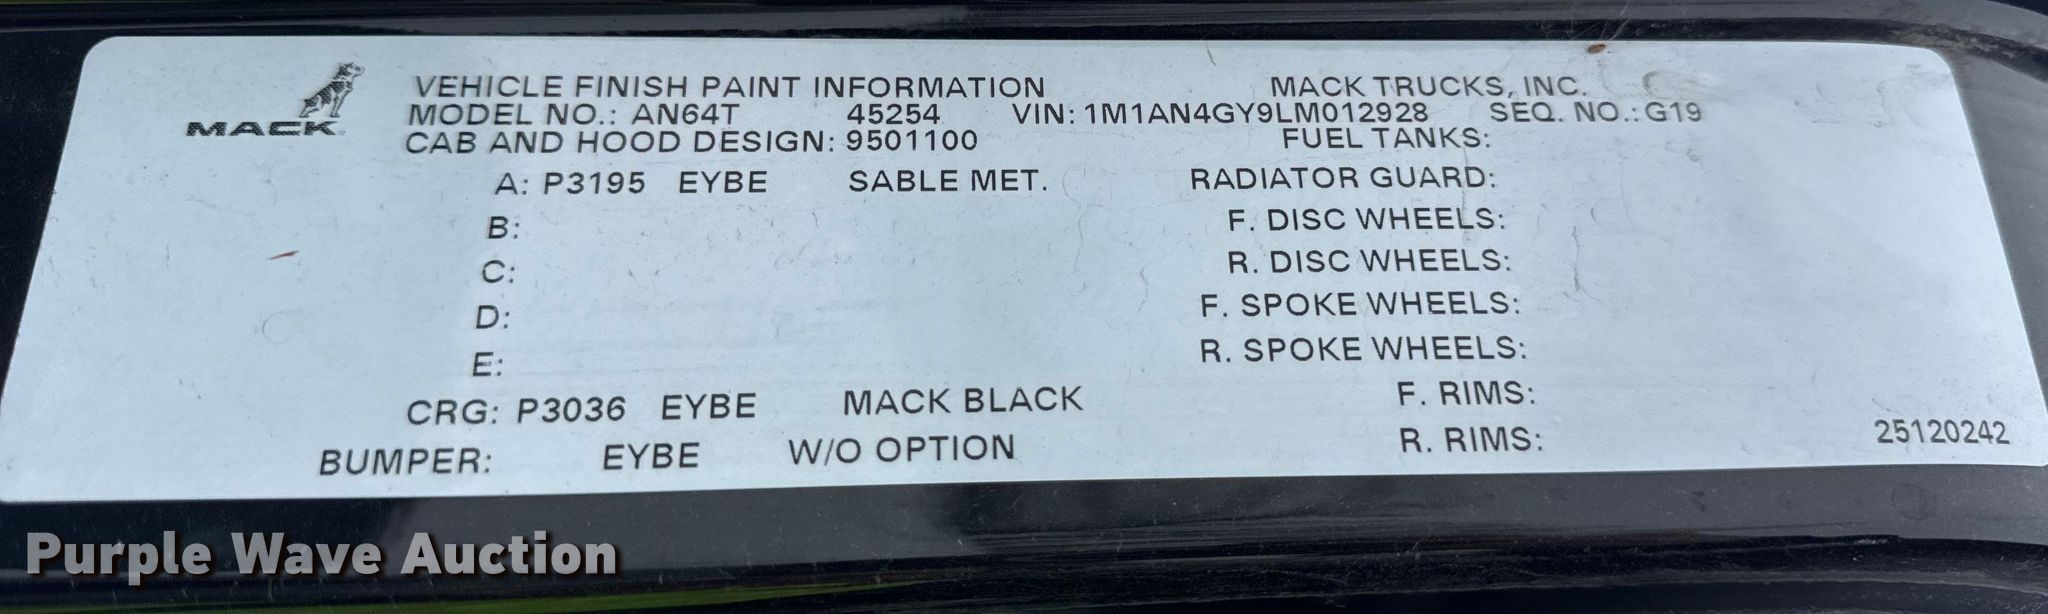 MACK
VEHICLE FINISH PAINT INFORMATION MACK TRUCKS, INC.
MODEL NO.: AN64T 45254 VIN: 1M1AN4GY9LM012928 SEQ. NO.: G19
CAB AND HOOD DESIGN: 9501100 FUEL TANKS:
A: P3195 EYBE SABLE MET. RADIATOR GUARD:
B: F. DISC WHEELS:
C: R. DISC WHEELS:
D: F. SPOKE WHEELS:
E: R. SPOKE WHEELS:
CRG: P3036 EYBE MACK BLACK F. RIMS:
BUMPER: EYBE W/O OPTION R. RIMS:
25120242
Purple Wave Auction